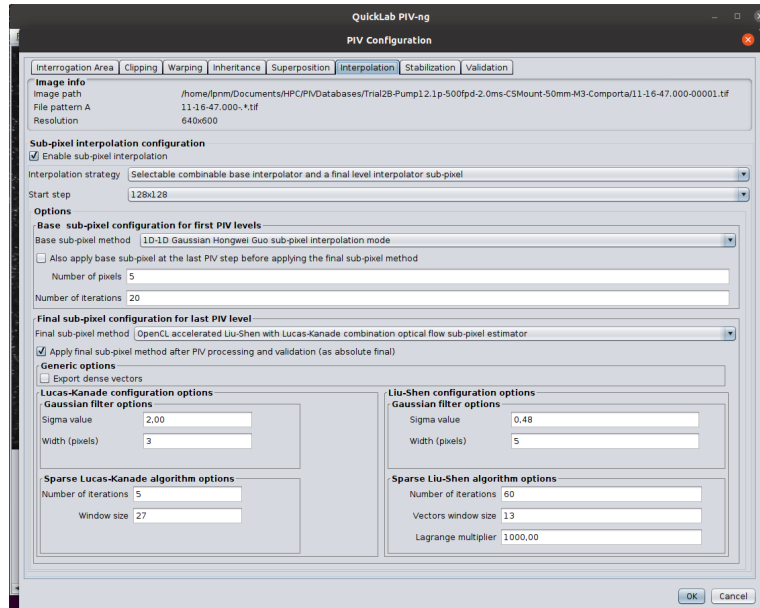 QuickLab PIV-ng
PIV Configuration
Interrogation Area Clipping Warping Inheritance Superposition Interpolation Stabilization Validation
Image info
Image path /home/lpnm/Documents/HPC/PIVDatabases/Trial2B-Pump12.1p-500fpd-2.0ms-CSMount-50mm-M3-Comporta/11-16-47.000-00001.tif
File pattern A 11-16-47.000-.*.tif
Resolution 640x600
Sub-pixel interpolation configuration
Enable sub-pixel interpolation
Interpolation strategy Selectable combinable base interpolator and a final level interpolator sub-pixel
Start step 128x128
Options
Base sub-pixel configuration for first PIV levels
Base sub-pixel method 1D-1D Gaussian Hongwei Guo sub-pixel interpolation mode
Also apply base sub-pixel at the last PIV step before applying the final sub-pixel method
Number of pixels 5
Number of iterations 20
Final sub-pixel configuration for last PIV level
Final sub-pixel method OpenCL accelerated Liu-Shen with Lucas-Kanade combination optical flow sub-pixel estimator
Apply final sub-pixel method after PIV processing and validation (as absolute final)
Generic options
Export dense vectors
Lucas-Kanade configuration options
Gaussian filter options
Sigma value 2,00
Width (pixels) 3
Sparse Lucas-Kanade algorithm options
Number of iterations 5
Window size 27
Liu-Shen configuration options
Gaussian filter options
Sigma value 0,48
Width (pixels) 5
Sparse Liu-Shen algorithm options
Number of iterations 60
Vectors window size 13
Lagrange multiplier 1000,00
OK Cancel